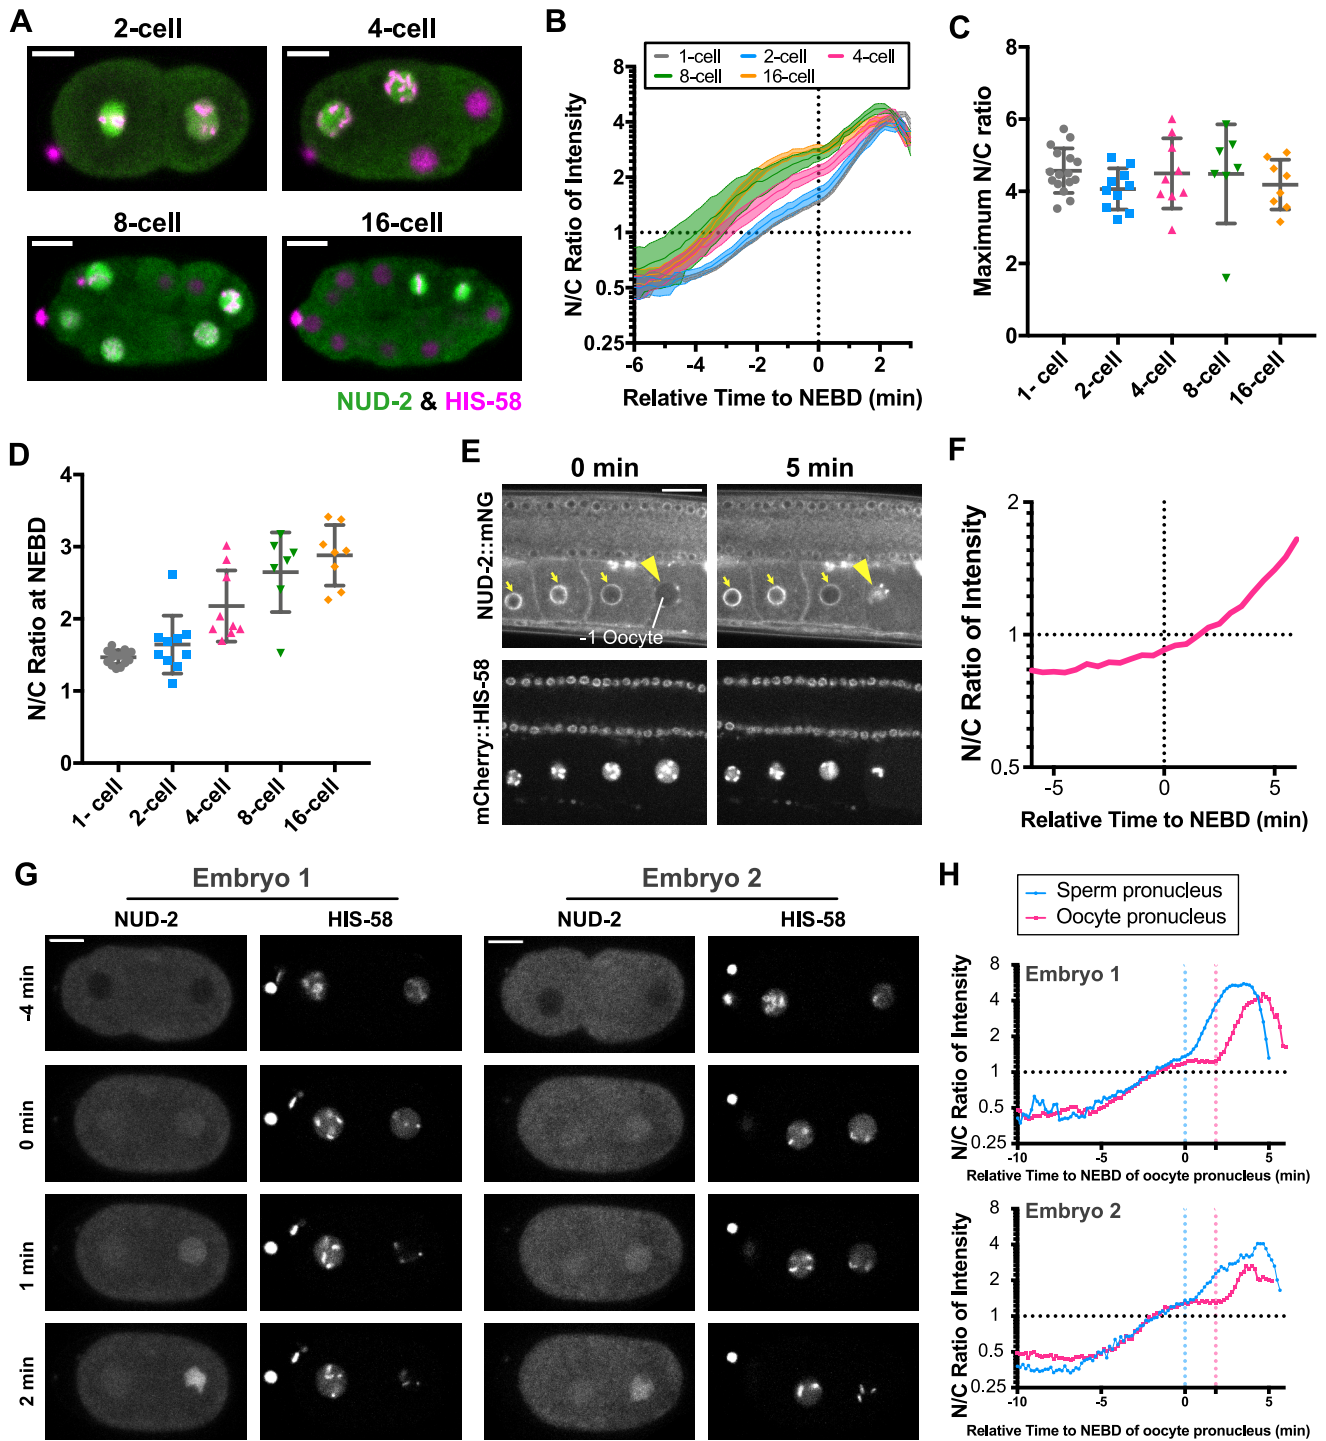 A
2-cell
4-cell
8-cell
16-cell
NUD-2 & HIS-58
B
1-cell
2-cell
4-cell
8-cell
16-cell
N/C Ratio of Intensity
8
4
2
1
0.5
0.25
-6
-4
-2
0
2
Relative Time to NEBD (min)
C
Maximum N/C ratio
8
6
4
2
0
1- cell
2-cell
4-cell
8-cell
16-cell
D
N/C Ratio at NEBD
4
3
2
1
0
1- cell
2-cell
4-cell
8-cell
16-cell
E
0 min
5 min
NUD-2::mNG
-1 Oocyte
mCherry::HIS-58
F
N/C Ratio of Intensity
2
1
0.5
-5
0
5
Relative Time to NEBD (min)
G
Embryo 1
Embryo 2
NUD-2
HIS-58
NUD-2
HIS-58
-4 min
0 min
1 min
2 min
H
Sperm pronucleus
Oocyte pronucleus
Embryo 1
N/C Ratio of Intensity
8
4
2
1
0.5
0.25
-10
-5
0
5
Relative Time to NEBD of oocyte pronucleus (min)
Embryo 2
N/C Ratio of Intensity
8
4
2
1
0.5
0.25
-10
-5
0
5
Relative Time to NEBD of oocyte pronucleus (min)